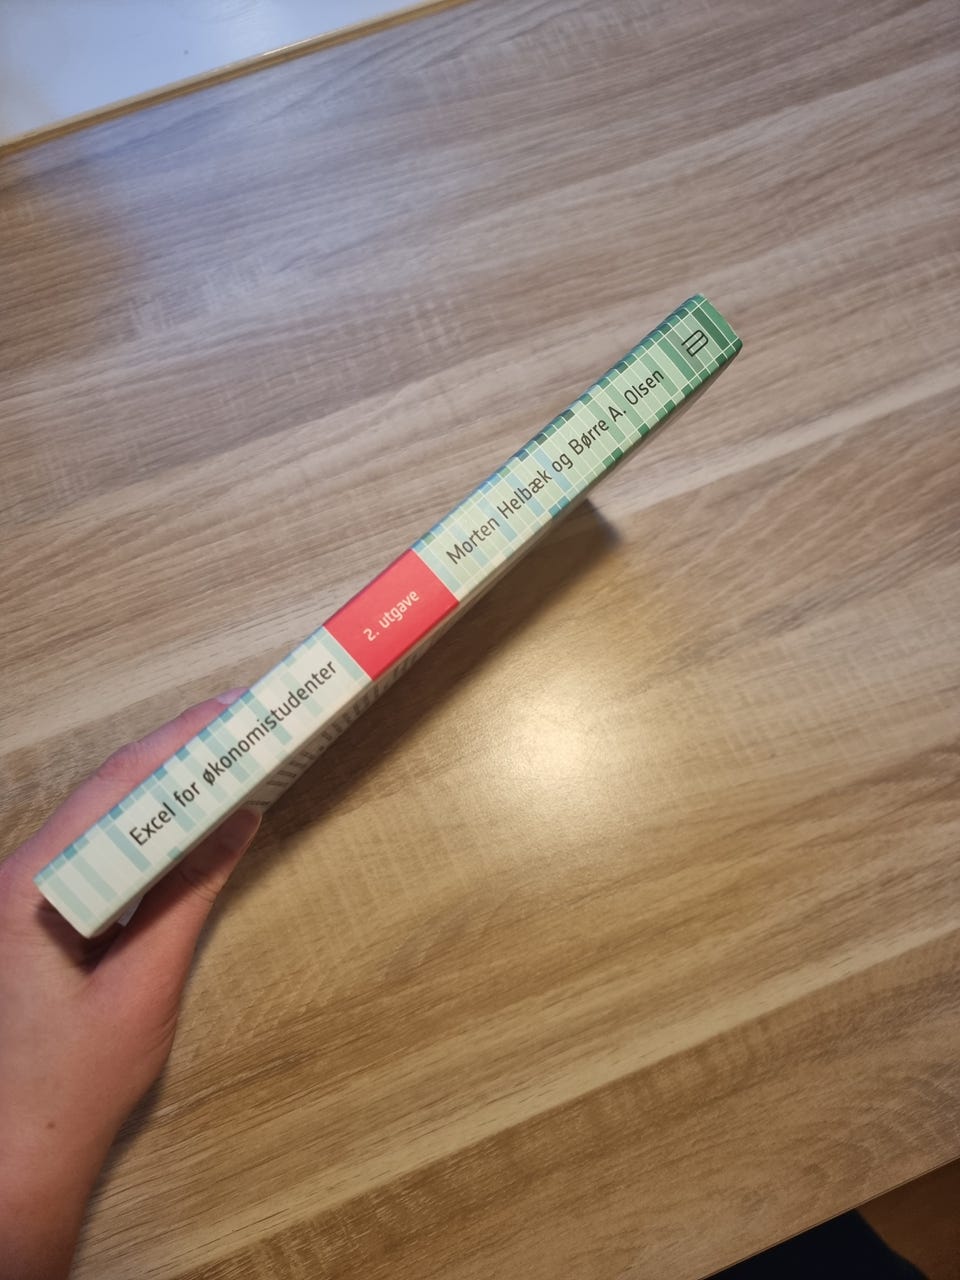 Excel for økonomistudenter
2. utgave
Morten Helbæk og Børre A. Olsen